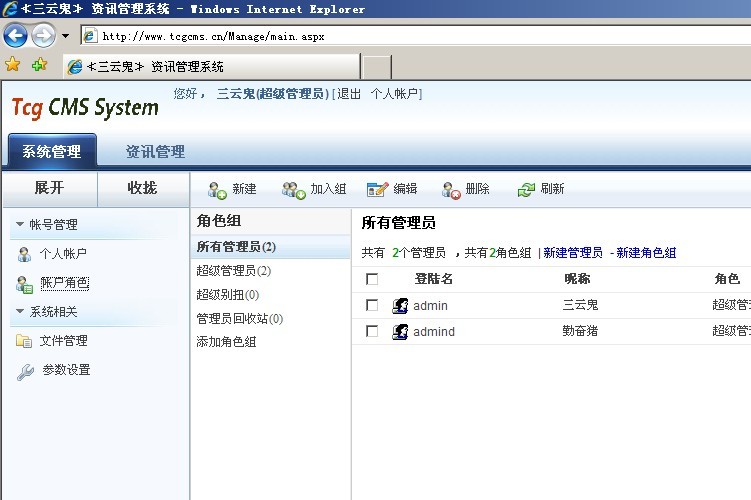 ≮三云鬼≯ 资讯管理系统 - Windows Internet Explorer
http://www.tcgcms.cn/Manage/main.aspx
≮三云鬼≯ 资讯管理系统
Tcg CMS System
您好， 三云鬼(超级管理员) [退出 个人帐户]
系统管理 资讯管理
展开 收拢
新建 加入组 编辑 删除 刷新
帐号管理
个人帐户
账户角色
系统相关
文件管理
参数设置
角色组
所有管理员(2)
超级管理员(2)
超级别扭(0)
管理员回收站(0)
添加角色组
所有管理员
共有 2个管理员 ，共有2角色组 | 新建管理员 - 新建角色组
登陆名 昵称 角色
admin 三云鬼 超级管
admind 勤奋猪 超级管